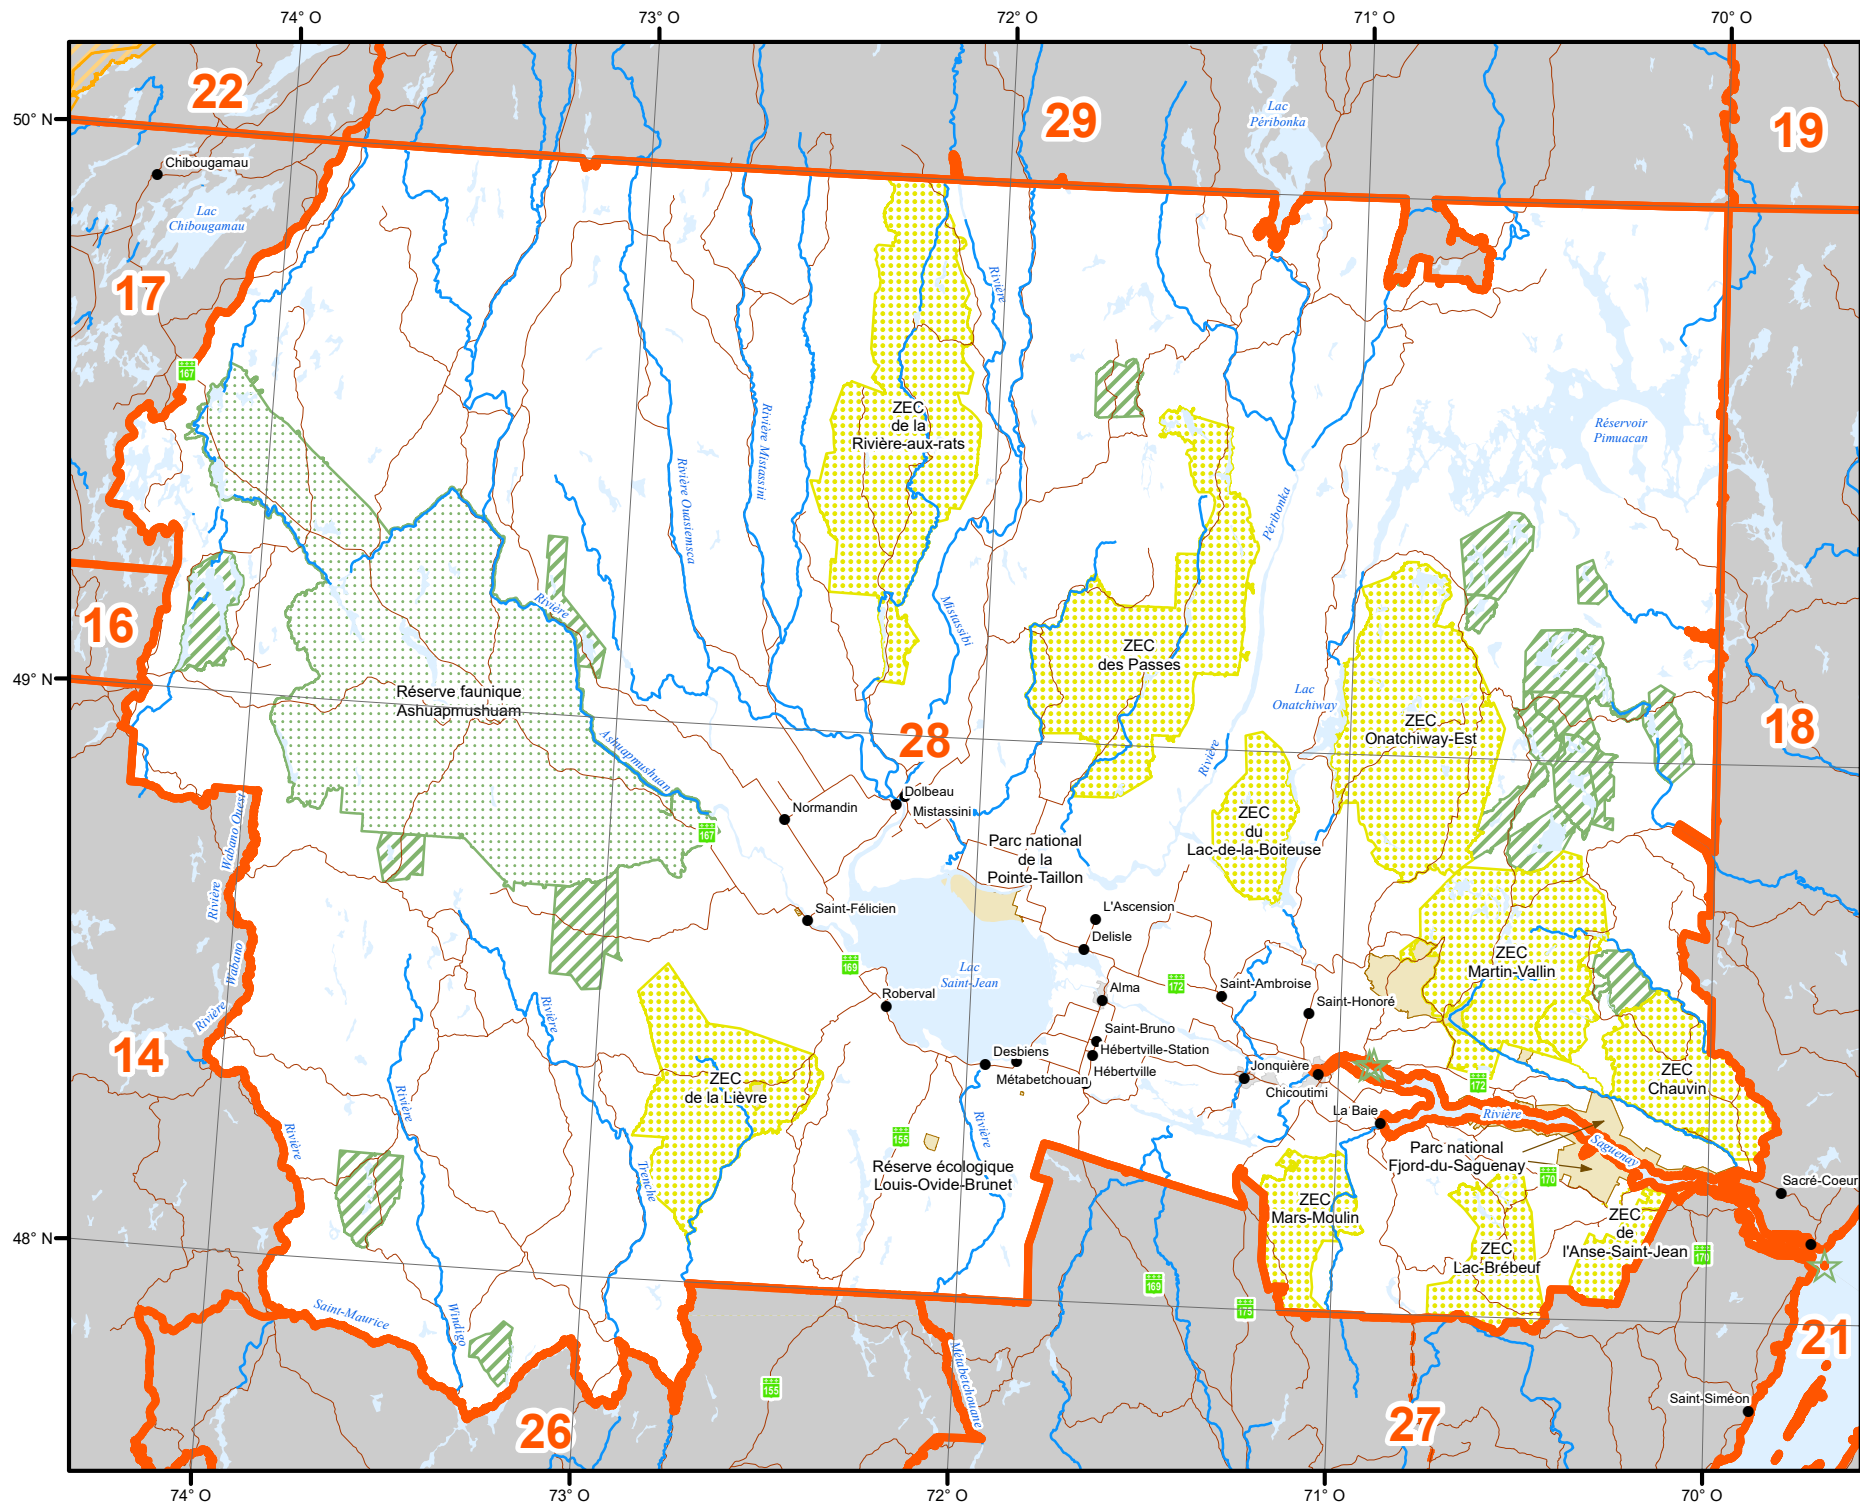 74° O
73° O
72° O
71° O
70° O
50° N
49° N
48° N
22
29
19
Chibougamau
Lac
Chibougamau
Lac
Péribonka
17
167
Rivière
ZEC
de la
Rivière-aux-rats
Rivière Mistassini
Rivière Ouasiemsca
Réservoir
Pimuacan
Péribonka
16
Rivière
Mistassibi
ZEC
des Passes
Réserve faunique
Ashuapmushuam
Lac
Onatchiway
ZEC
Onatchiway-Est
18
28
Ashuapmushuan
Rivière
Dolbeau
Normandin
Mistassini
167
ZEC
du
Lac-de-la-Boiteuse
Rivière Wabano Ouest
Parc national
de la
Pointe-Taillon
Saint-Félicien
L'Ascension
Delisle
ZEC
Martin-Vallin
169
Lac
Saint-Jean
172
Rivière Wabano
Roberval
Alma
Saint-Ambroise
Saint-Honoré
Rivière
14
Saint-Bruno
Hébertville-Station
Desbiens
Hébertville
Métabetchouan
Jonquière
Chicoutimi
172
ZEC
Chauvin
ZEC
de la Lièvre
Rivière
La Baie
Rivière
Saguenay
Rivière
155
Rivière
Parc national
Fjord-du-Saguenay
170
Réserve écologique
Louis-Ovide-Brunet
Trenche
ZEC
Mars-Moulin
Sacré-Coeur
ZEC
de
l'Anse-Saint-Jean
ZEC
Lac-Brébeuf
170
169
175
Saint-Maurice
Windigo
Métabetchouane
155
21
Saint-Siméon
26
27
74° O
73° O
72° O
71° O
70° O